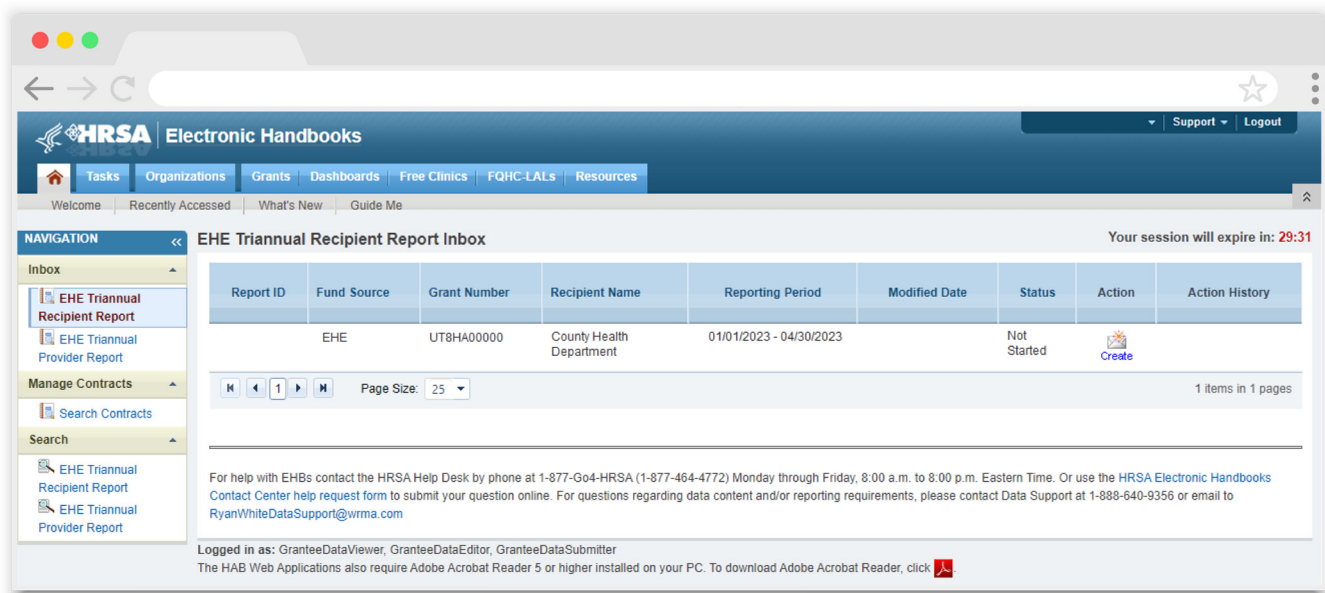 HRSA Electronic Handbooks
Support Logout
Tasks Organizations Grants Dashboards Free Clinics FQHC-LALs Resources
Welcome Recently Accessed What's New Guide Me
NAVIGATION
Inbox
EHE Triannual
Recipient Report
EHE Triannual
Provider Report
Manage Contracts
Search Contracts
Search
EHE Triannual
Recipient Report
EHE Triannual
Provider Report
EHE Triannual Recipient Report Inbox
Your session will expire in: 29:31
Report ID Fund Source Grant Number Recipient Name Reporting Period Modified Date Status Action Action History
EHE UT8HA00000 County Health Department 01/01/2023 - 04/30/2023 Not Started Create
1 Page Size: 25 1 items in 1 pages
For help with EHBs contact the HRSA Help Desk by phone at 1-877-Go4-HRSA (1-877-464-4772) Monday through Friday, 8:00 a.m. to 8:00 p.m. Eastern Time. Or use the HRSA Electronic Handbooks
Contact Center help request form to submit your question online. For questions regarding data content and/or reporting requirements, please contact Data Support at 1-888-640-9356 or email to
RyanWhiteDataSupport@wrma.com
Logged in as: GranteeDataViewer, GranteeDataEditor, GranteeDataSubmitter
The HAB Web Applications also require Adobe Acrobat Reader 5 or higher installed on your PC. To download Adobe Acrobat Reader, click .